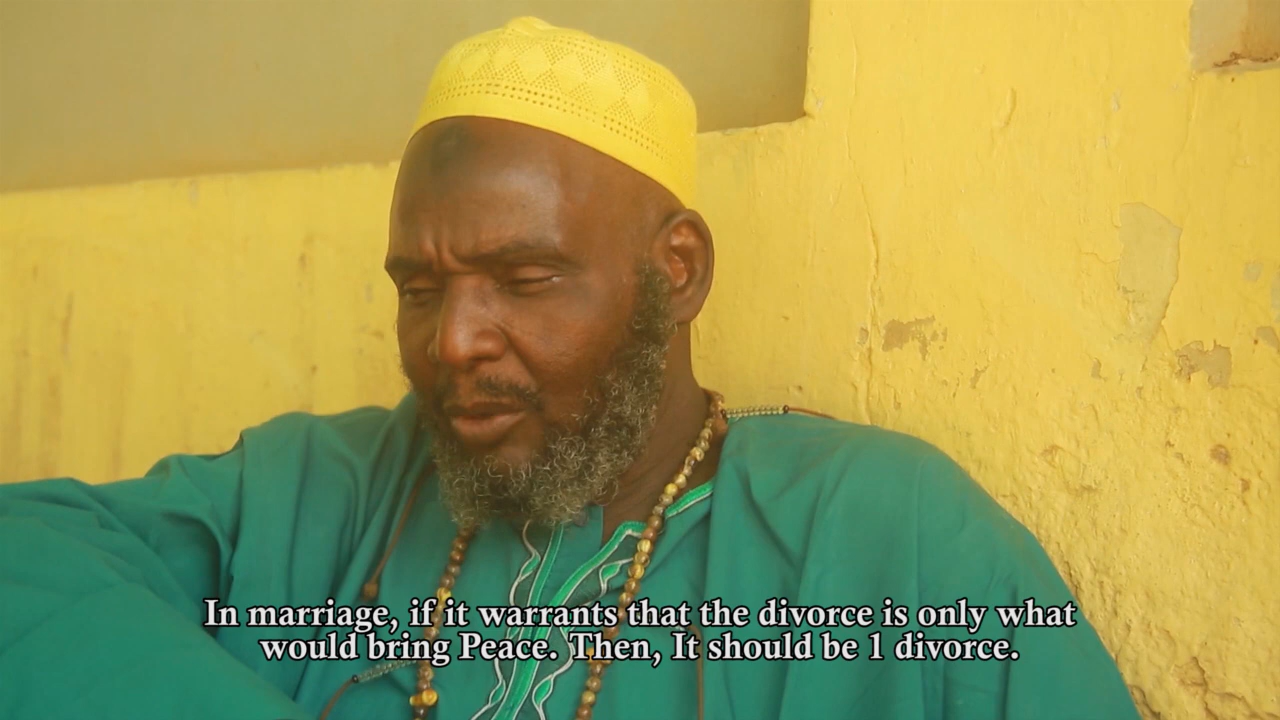 In marriage, if it warrants that the divorce is only what
would bring Peace. Then, It should be 1 divorce.